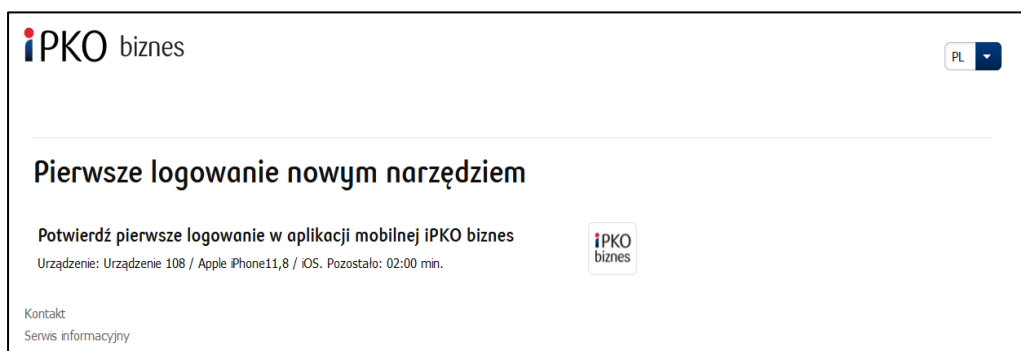 iPKO biznes
PL
Pierwsze logowanie nowym narzędziem
Potwierdź pierwsze logowanie w aplikacji mobilnej iPKO biznes
Urządzenie: Urządzenie 108 / Apple iPhone11,8 / iOS. Pozostało: 02:00 min.
iPKO
biznes
Kontakt
Serwis informacyjny